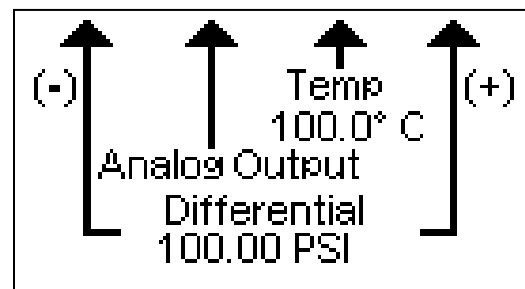 (-)
Temp
(+)
100.0° C
Analog Output
Differential
100.00 PSI